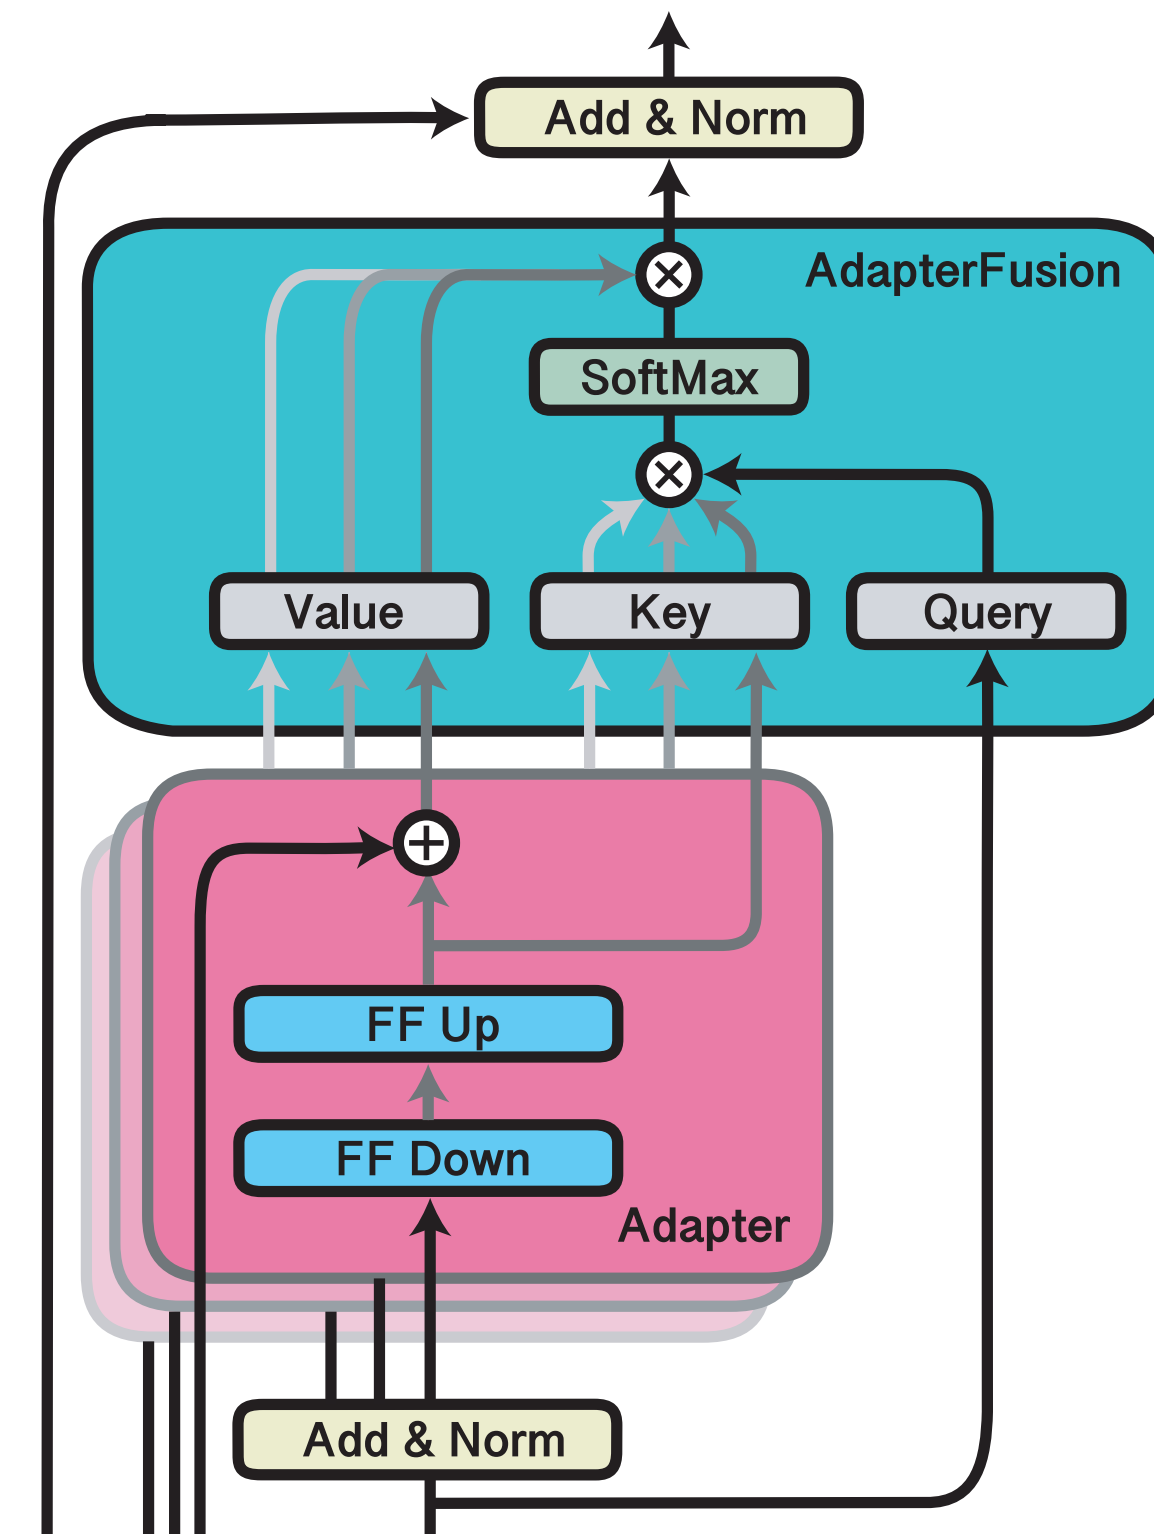 Add & Norm
AdapterFusion
SoftMax
Value
Key
Query
FF Up
FF Down
Adapter
Add & Norm